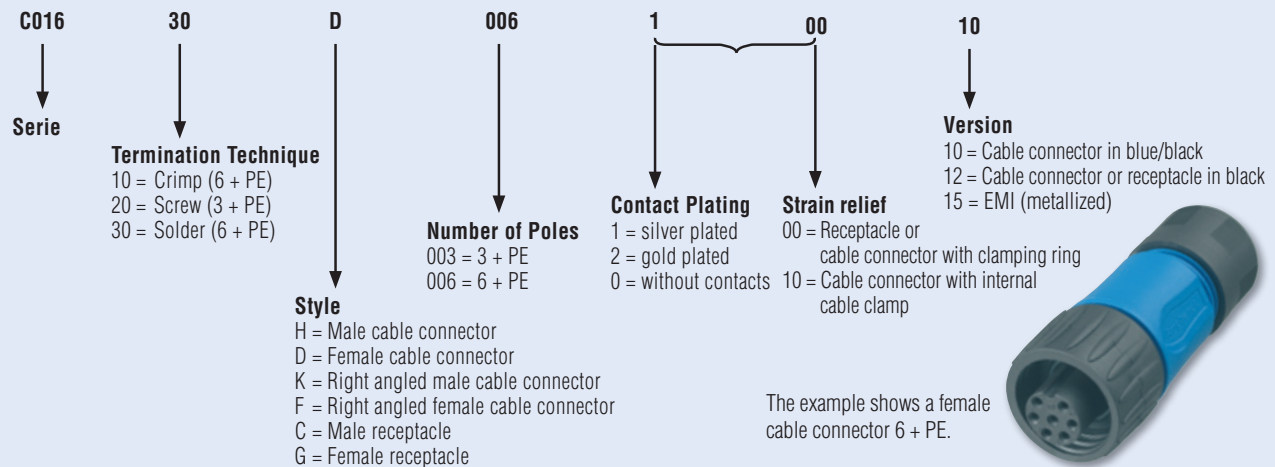 C016 30 D 006 1 00 10
Serie
Termination Technique
10 = Crimp (6 + PE)
20 = Screw (3 + PE)
30 = Solder (6 + PE)
Style
H = Male cable connector
D = Female cable connector
K = Right angled male cable connector
F = Right angled female cable connector
C = Male receptacle
G = Female receptacle
Number of Poles
003 = 3 + PE
006 = 6 + PE
Contact Plating
1 = silver plated
2 = gold plated
0 = without contacts
Strain relief
00 = Receptacle or
cable connector with clamping ring
10 = Cable connector with internal
cable clamp
Version
10 = Cable connector in blue/black
12 = Cable connector or receptacle in black
15 = EMI (metallized)
The example shows a female
cable connector 6 + PE.